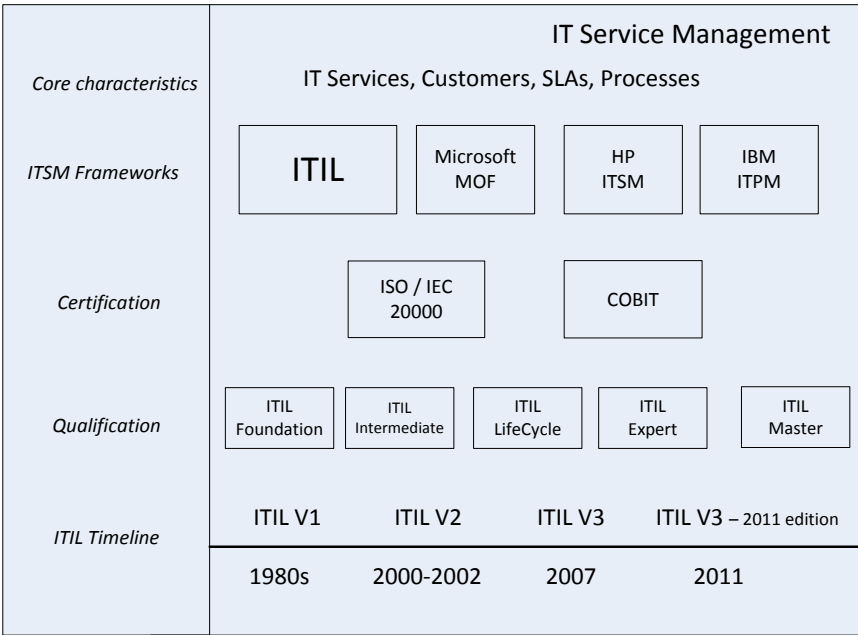 IT Service Management
Core characteristics
IT Services, Customers, SLAs, Processes
ITSM Frameworks
ITIL
Microsoft
MOF
HP
ITSM
IBM
ITPM
Certification
ISO / IEC
20000
COBIT
Qualification
ITIL
Foundation
ITIL
Intermediate
ITIL
LifeCycle
ITIL
Expert
ITIL
Master
ITIL Timeline
ITIL V1
ITIL V2
ITIL V3
ITIL V3 – 2011 edition
1980s
2000-2002
2007
2011